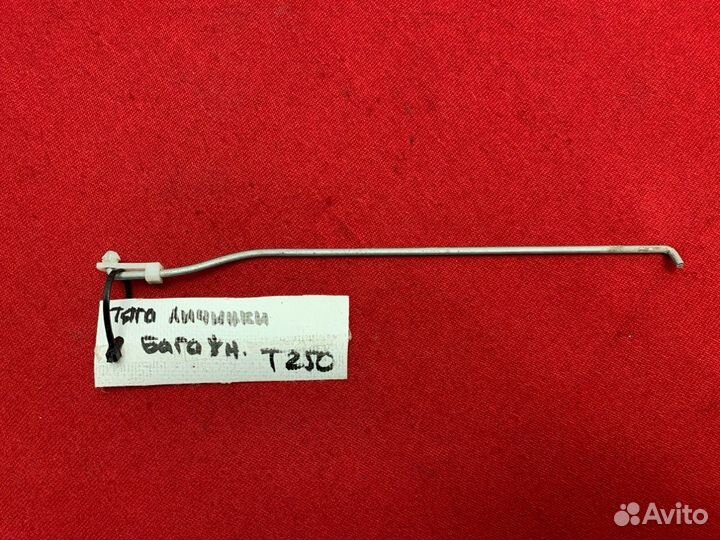 Тяга личинки
Багажн.
T250
Avito